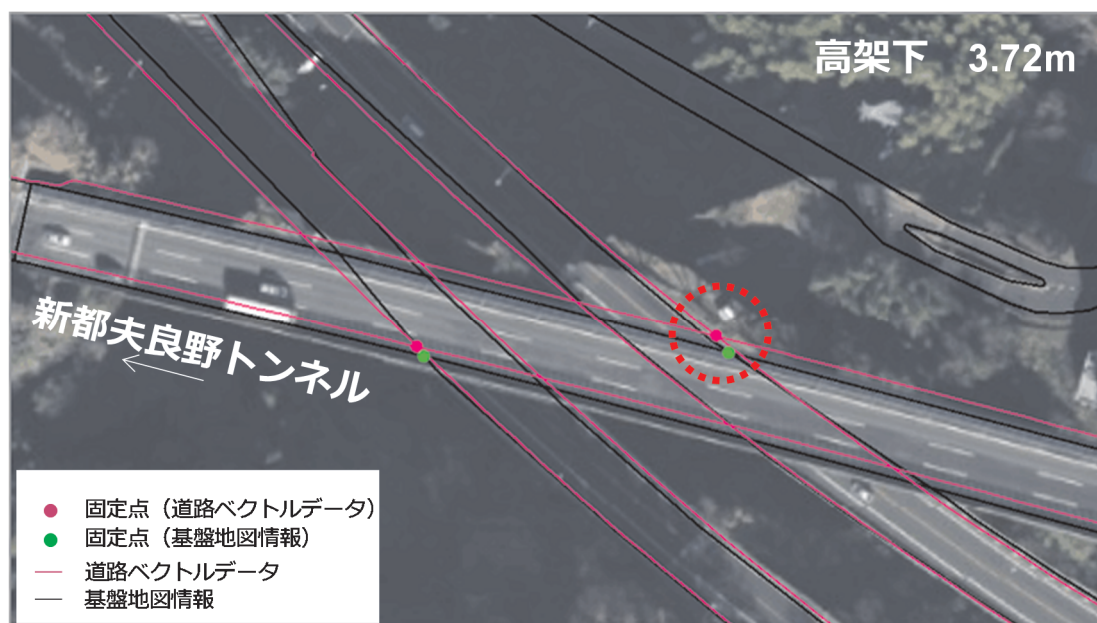 高架下 3.72m
新都夫良野トンネル
固定点（道路ベクトルデータ）
固定点（基盤地図情報）
道路ベクトルデータ
基盤地図情報